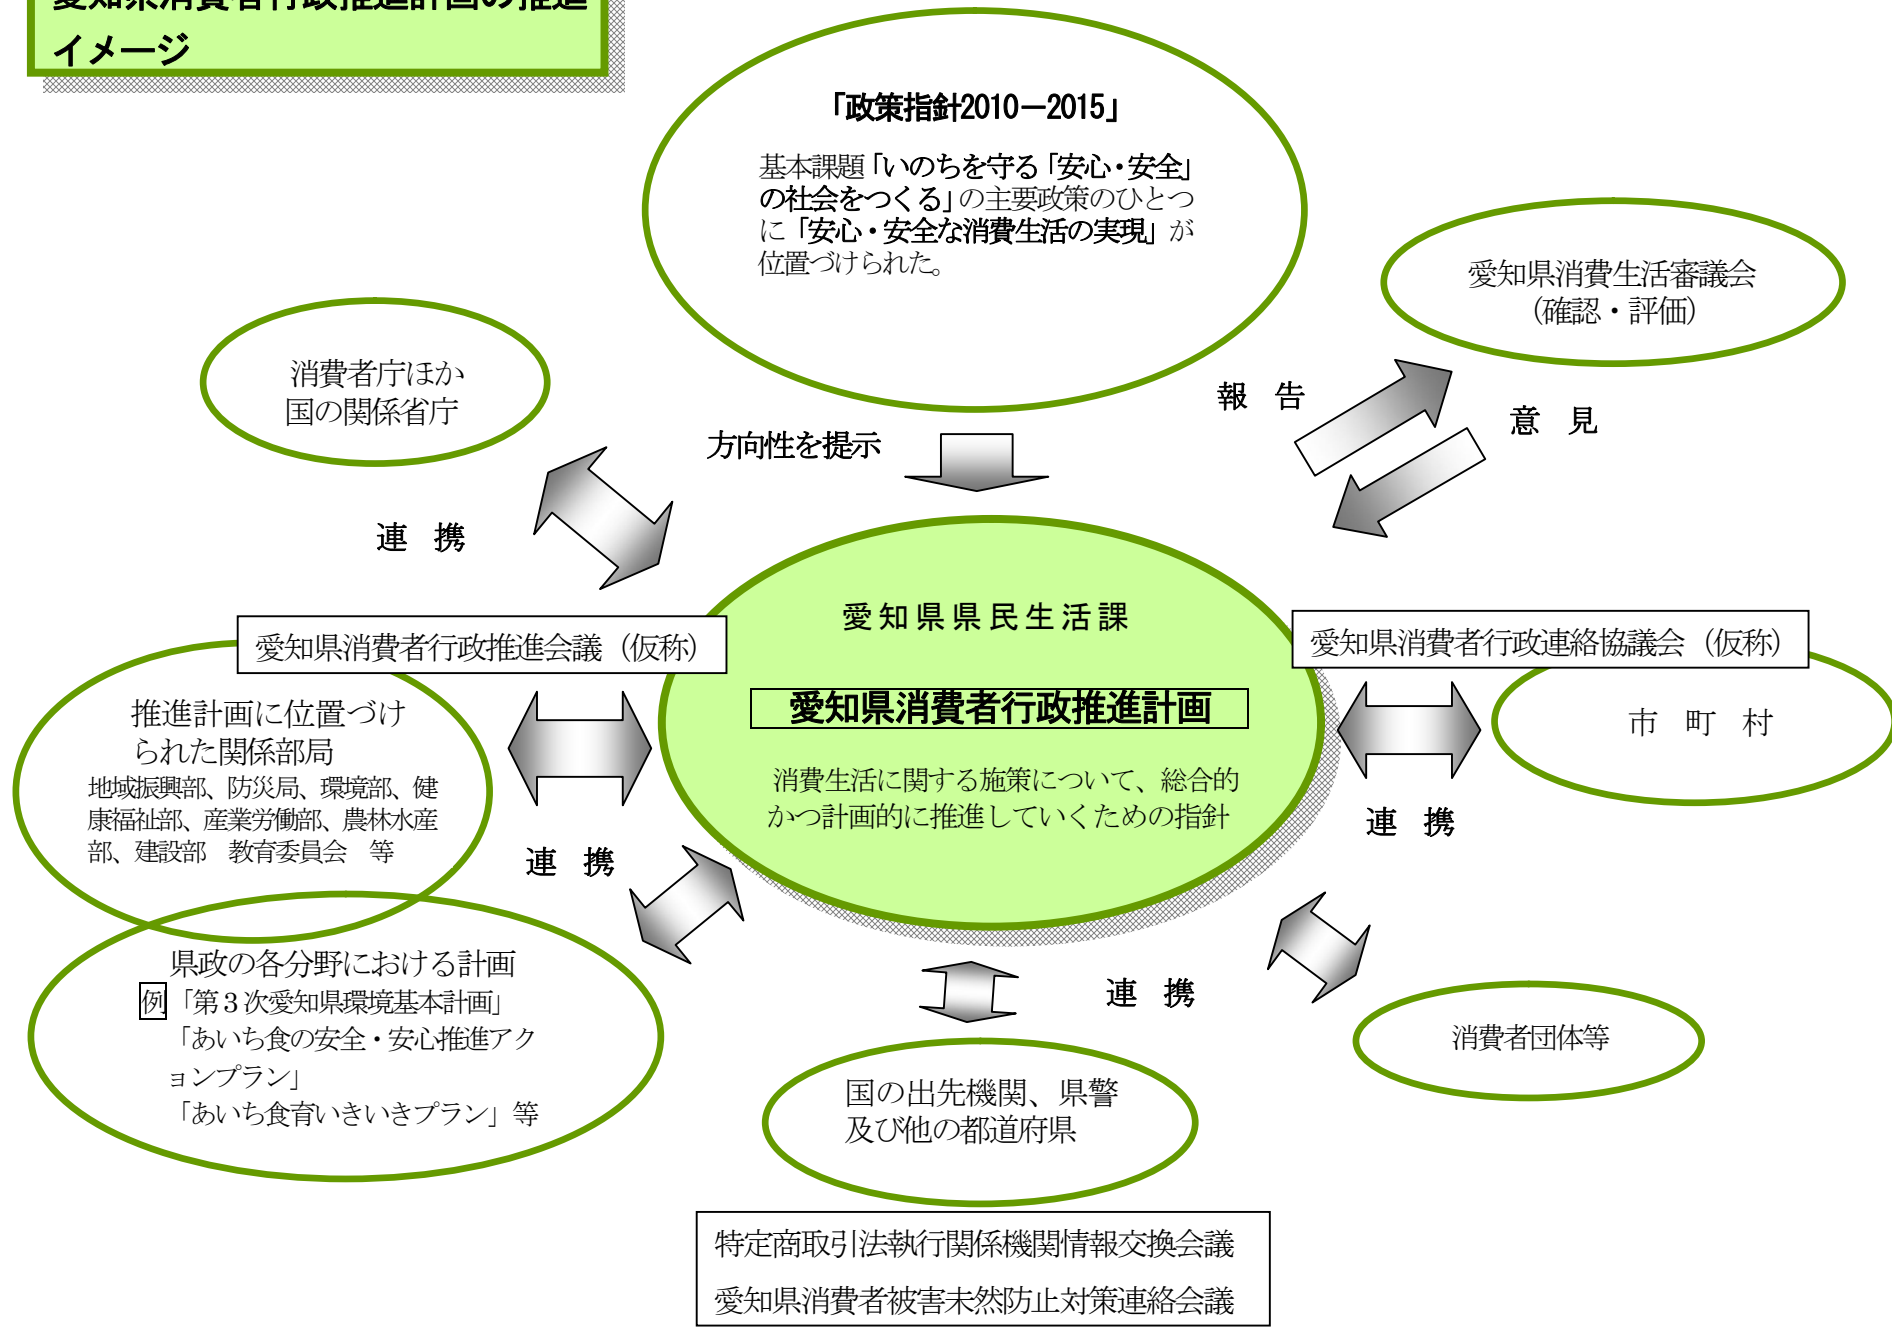 愛知県消費者行政推進計画の推進
イメージ
「政策指針2010－2015」
基本課題「いのちを守る「安心・安全」
の社会をつくる」の主要政策のひとつ
に「安心・安全な消費生活の実現」が
位置づけられた。
愛知県消費生活審議会
（確認・評価）
消費者庁ほか
国の関係省庁
報　告
意　見
方向性を提示
連　携
愛知県県民生活課
愛知県消費者行政推進会議（仮称）
愛知県消費者行政連絡協議会（仮称）
推進計画に位置づけ
られた関係部局
地域振興部、防災局、環境部、健
康福祉部、産業労働部、農林水産
部、建設部　教育委員会　等
愛知県消費者行政推進計画
消費生活に関する施策について、総合的
かつ計画的に推進していくための指針
市　町　村
連　携
連　携
県政の各分野における計画
例「第３次愛知県環境基本計画」
「あいち食の安全・安心推進アク
ョンプラン」
「あいち食育いきいきプラン」等
連　携
消費者団体等
国の出先機関、県警
及び他の都道府県
特定商取引法執行関係機関情報交換会議
愛知県消費者被害未然防止対策連絡会議